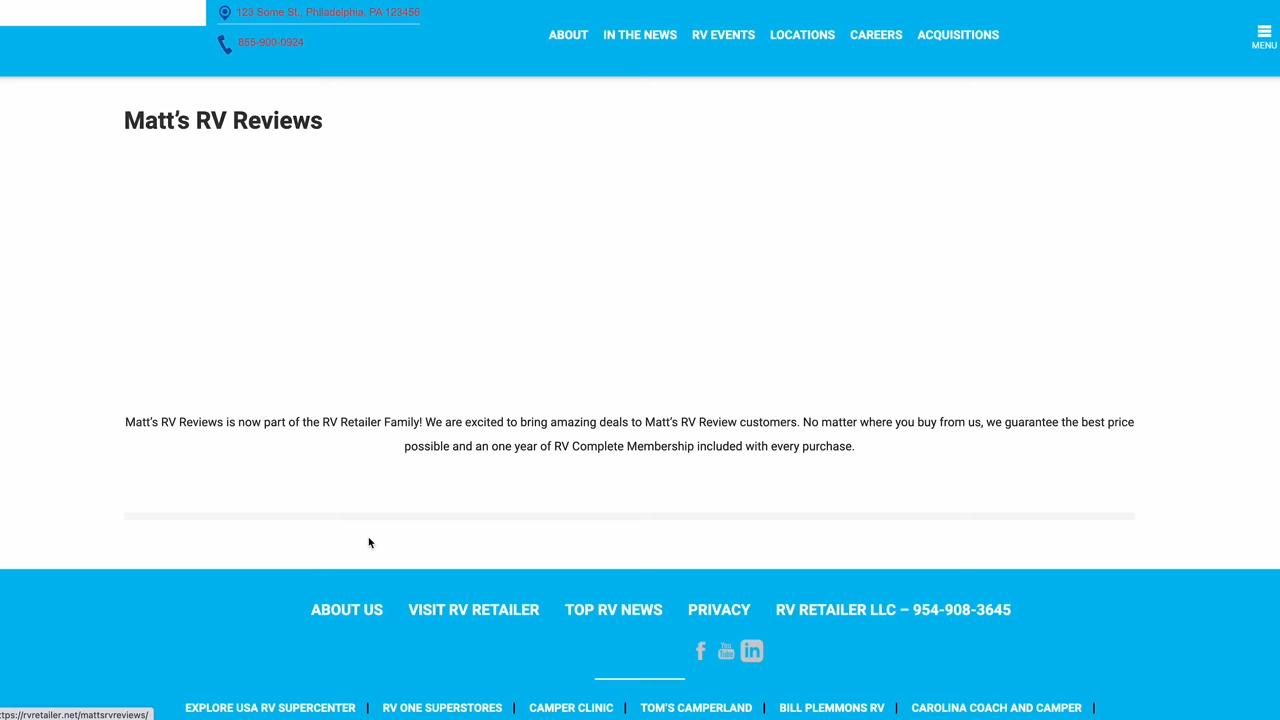 123 Some St., Philadelphia, PA 123456
855-900-0924
ABOUT IN THE NEWS RV EVENTS LOCATIONS CAREERS ACQUISITIONS
MENU
Matt’s RV Reviews
Matt’s RV Reviews is now part of the RV Retailer Family! We are excited to bring amazing deals to Matt’s RV Review customers. No matter where you buy from us, we guarantee the best price
possible and an one year of RV Complete Membership included with every purchase.
ABOUT US VISIT RV RETAILER TOP RV NEWS PRIVACY RV RETAILER LLC – 954-908-3645
f You Tube in
EXPLORE USA RV SUPERCENTER | RV ONE SUPERSTORES | CAMPER CLINIC | TOM’S CAMPERLAND | BILL PLEMMONS RV | CAROLINA COACH AND CAMPER |
ttps://rvretailer.net/mattsrvreviews/